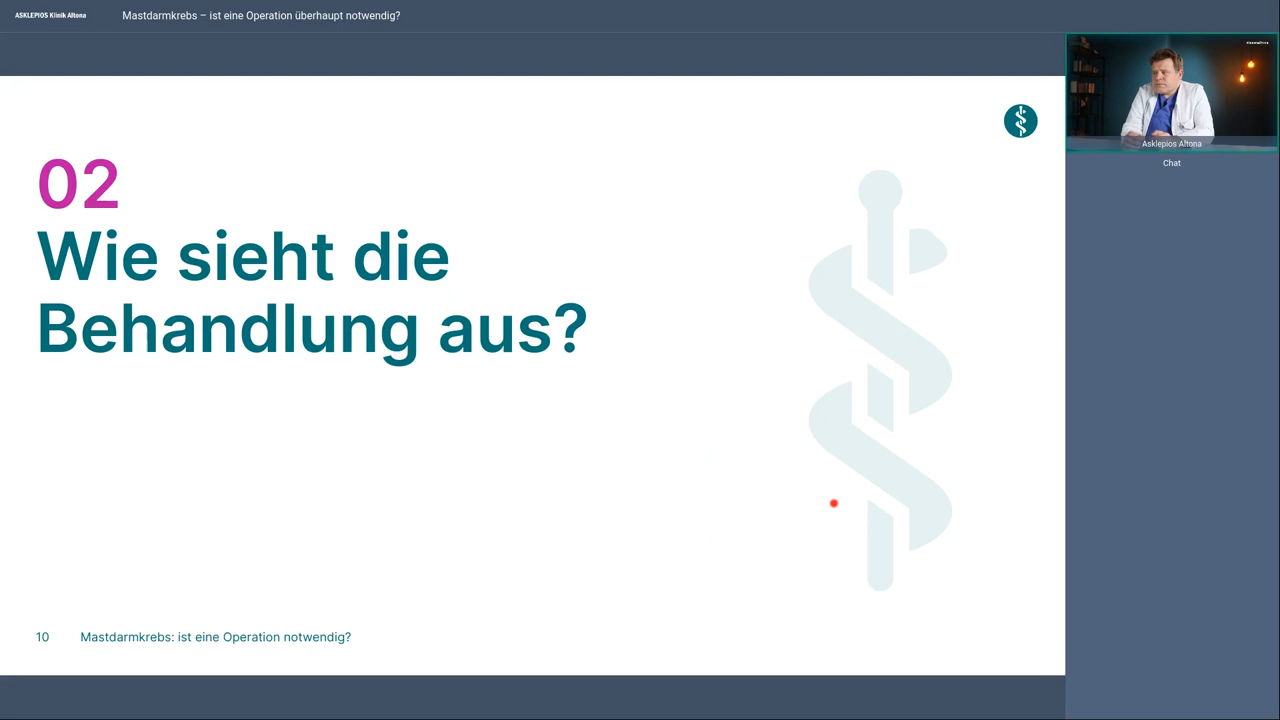 ASKLEPIOS Klinik Altona
Mastdarmkrebs – ist eine Operation überhaupt notwendig?
02
Wie sieht die
Behandlung aus?
10 Mastdarmkrebs: ist eine Operation notwendig?
Asklepios Altona
Chat